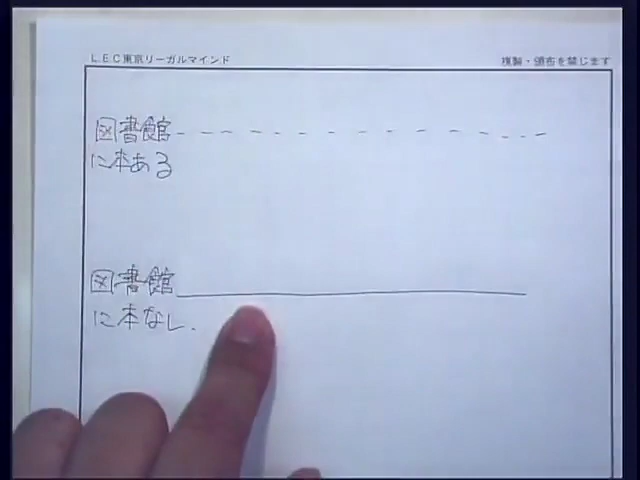 LEC東京リーガルマインド
複製・頒布を禁じます
図書館
に本ある
図書館
に本なし.